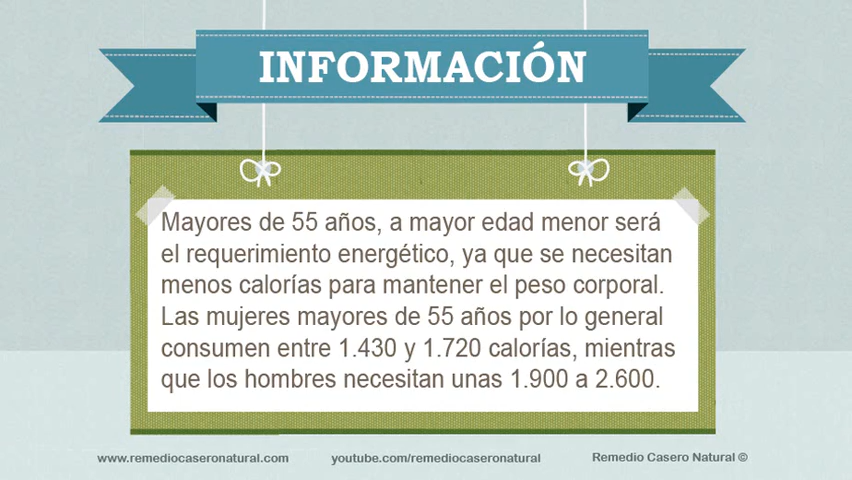 INFORMACIÓN
Mayores de 55 años, a mayor edad menor será
el requerimiento energético, ya que se necesitan
menos calorías para mantener el peso corporal.
Las mujeres mayores de 55 años por lo general
consumen entre 1.430 y 1.720 calorías, mientras
que los hombres necesitan unas 1.900 a 2.600.
www.remediocaseronatural.com youtube.com/remediocaseronatural Remedio Casero Natural ©